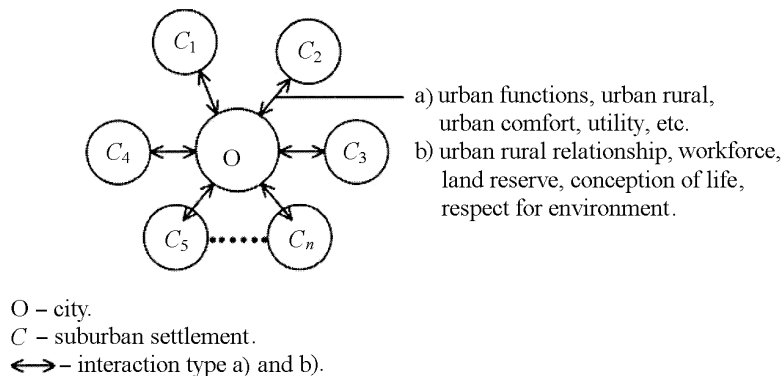 C1
C2
a) urban functions, urban rural,
urban comfort, utility, etc.
C4
O
C3
b) urban rural relationship, workforce,
land reserve, conception of life,
respect for environment.
C5
Cn
O – city.
C – suburban settlement.
– interaction type a) and b).